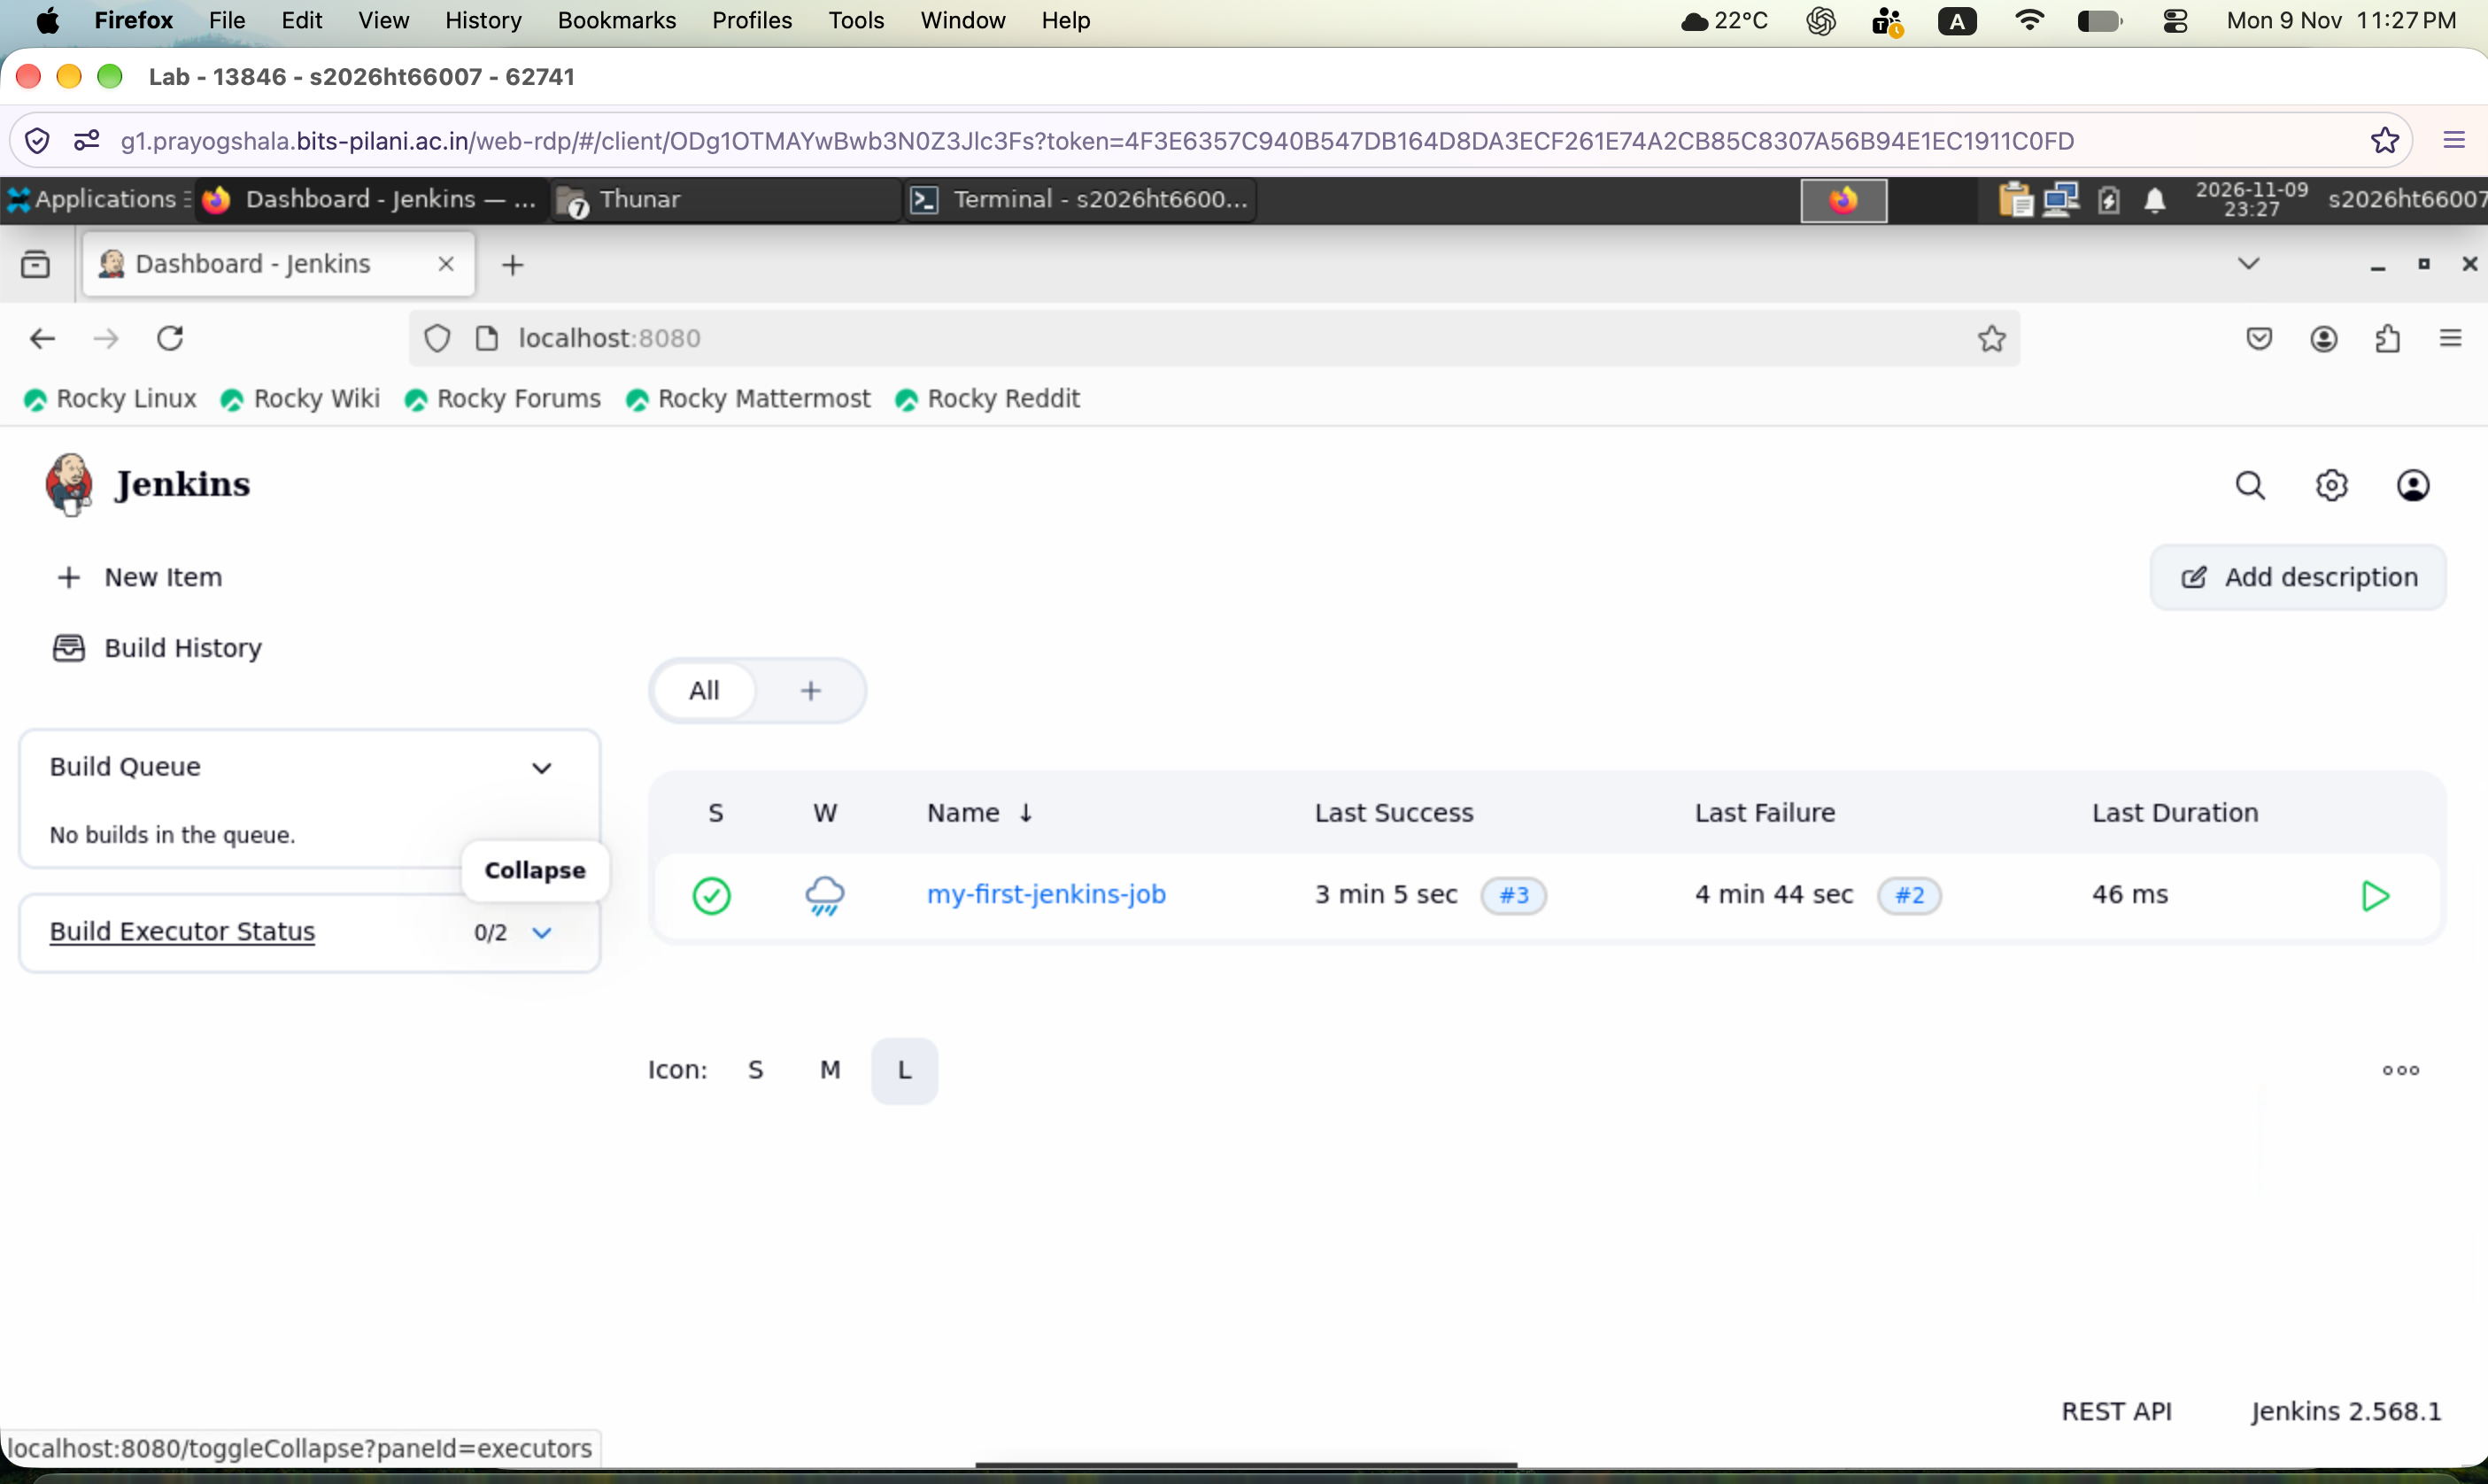 Firefox File Edit View History Bookmarks Profiles Tools Window Help 22°C A Mon 9 Nov 11:27 PM
Lab - 13846 - s2026ht66007 - 62741
g1.prayogshala.bits-pilani.ac.in/web-rdp/#/client/ODg1OTMAYwBwb3N0Z3Jlc3Fs?token=4F3E6357C940B547DB164D8DA3ECF261E74A2CB85C8307A56B94E1EC1911C0FD
Applications Dashboard - Jenkins — ... 7 Thunar Terminal - s2026ht6600... 2026-11-09 23:27 s2026ht66007
Dashboard - Jenkins
localhost:8080
Rocky Linux Rocky Wiki Rocky Forums Rocky Mattermost Rocky Reddit
Jenkins
New Item
Add description
Build History
All
Build Queue
No builds in the queue.
Collapse
Build Executor Status 0/2
S W Name ↓ Last Success Last Failure Last Duration
my-first-jenkins-job 3 min 5 sec #3 4 min 44 sec #2 46 ms
Icon: S M L
REST API Jenkins 2.568.1
localhost:8080/toggleCollapse?paneId=executors